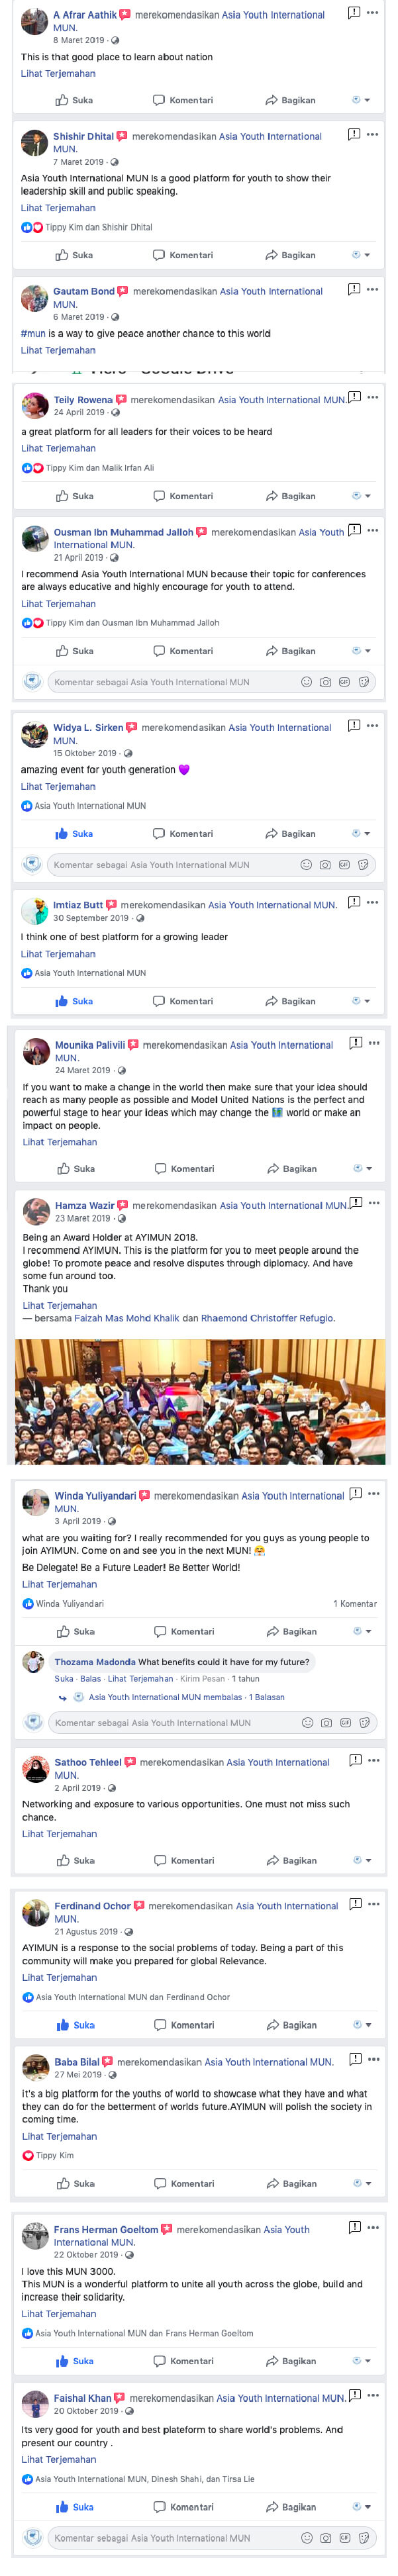 A Afrar Aathik merekomendasikan Asia Youth International
MUN.
8 Maret 2019
This is that good place to learn about nation
Lihat Terjemahan
Suka Komentari Bagikan
Shishir Dhital merekomendasikan Asia Youth International
MUN.
7 Maret 2019
Asia Youth International MUN Is a good platform for youth to show their
leadership skill and public speaking.
Lihat Terjemahan
Tippy Kim dan Shishir Dhital
Suka Komentari Bagikan
Gautam Bond merekomendasikan Asia Youth International
MUN.
6 Maret 2019
#mun is a way to give peace another chance to this world
Lihat Terjemahan
Teily Rowena merekomendasikan Asia Youth International MUN.
24 April 2019
a great platform for all leaders for their voices to be heard
Lihat Terjemahan
Tippy Kim dan Malik Irfan Ali
Suka Komentari Bagikan
Ousman Ibn Muhammad Jalloh merekomendasikan Asia Youth
International MUN.
21 April 2019
I recommend Asia Youth International MUN because their topic for conferences
are always educative and highly encourage for youth to attend.
Lihat Terjemahan
Tippy Kim dan Ousman Ibn Muhammad Jalloh
Suka Komentari Bagikan
Komentar sebagai Asia Youth International MUN
Widya L. Sirken merekomendasikan Asia Youth International
MUN.
15 Oktober 2019
amazing event for youth generation 💜
Lihat Terjemahan
Asia Youth International MUN
Suka Komentari Bagikan
Komentar sebagai Asia Youth International MUN
Imtiaz Butt merekomendasikan Asia Youth International MUN.
30 September 2019
I think one of best platform for a growing leader
Lihat Terjemahan
Asia Youth International MUN
Suka Komentari Bagikan
Mounika Palivili merekomendasikan Asia Youth International
MUN.
24 Maret 2019
If you want to make a change in the world then make sure that your idea should
reach as many people as possible and Model United Nations is the perfect and
powerful stage to hear your ideas which may change the world or make an
impact on people.
Lihat Terjemahan
Suka Komentari Bagikan
Hamza Wazir merekomendasikan Asia Youth International MUN.
23 Maret 2019
Being an Award Holder at AYIMUN 2018.
I recommend AYIMUN. This is the platform for you to meet people around the
globe! To promote peace and resolve disputes through diplomacy. And have
some fun around too.
Thank you
Lihat Terjemahan
— bersama Faizah Mas Mohd Khalik dan Rhaemond Christoffer Refugio.
Winda Yuliyandari merekomendasikan Asia Youth International
MUN.
3 April 2019
what are you waiting for? I really recommended for you guys as young people to
join AYIMUN. Come on and see you in the next MUN!
Be Delegate! Be a Future Leader! Be Better World!
Lihat Terjemahan
Winda Yuliyandari 1 Komentar
Suka Komentari Bagikan
Thozama Madonda What benefits could it have for my future?
Suka · Balas · Lihat Terjemahan · Kirim Pesan · 1 tahun
Asia Youth International MUN membalas · 1 Balasan
Komentar sebagai Asia Youth International MUN
Sathoo Tehleel merekomendasikan Asia Youth International
MUN.
2 April 2019
Networking and exposure to various opportunities. One must not miss such
chance.
Lihat Terjemahan
Suka Komentari Bagikan
Ferdinand Ochor merekomendasikan Asia Youth International
MUN.
21 Agustus 2019
AYIMUN is a response to the social problems of today. Being a part of this
community will make you prepared for global Relevance.
Lihat Terjemahan
Asia Youth International MUN dan Ferdinand Ochor
Suka Komentari Bagikan
Baba Bilal merekomendasikan Asia Youth International MUN.
27 Mei 2019
it's a big platform for the youths of world to showcase what they have and what
they can do for the betterment of worlds future.AYIMUN will polish the society in
coming time.
Lihat Terjemahan
Tippy Kim
Suka Komentari Bagikan
Frans Herman Goeltom merekomendasikan Asia Youth
International MUN.
22 Oktober 2019
I love this MUN 3000.
This MUN is a wonderful platform to unite all youth across the globe, build and
increase their solidarity.
Lihat Terjemahan
Asia Youth International MUN dan Frans Herman Goeltom
Suka Komentari Bagikan
Faishal Khan merekomendasikan Asia Youth International MUN.
20 Oktober 2019
Its very good for youth and best plateform to share world's problems. And
present our country .
Lihat Terjemahan
Asia Youth International MUN, Dinesh Shahi, dan Tirsa Lie
Suka Komentari Bagikan
Komentar sebagai Asia Youth International MUN